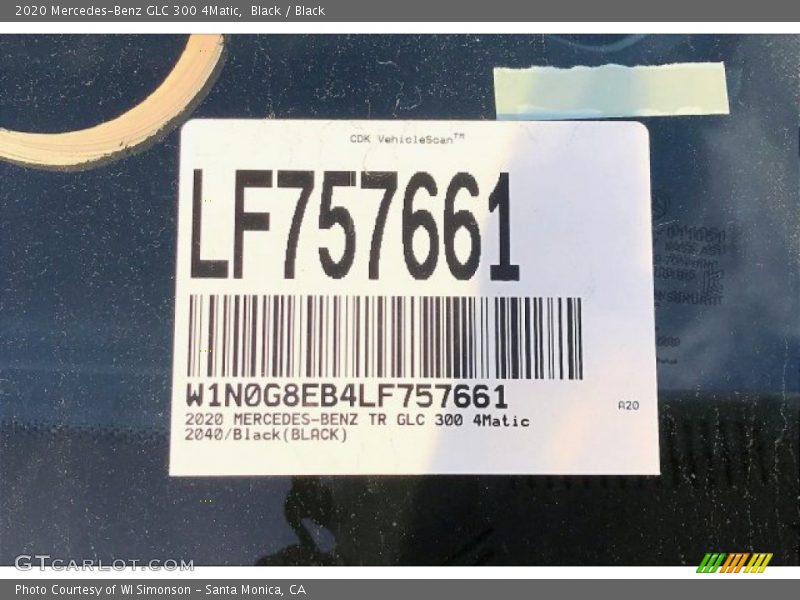 2020 Mercedes-Benz GLC 300 4Matic, Black / Black
CDK VehicleScan™
LF757661
W1N0G8EB4LF757661
A20
2020 MERCEDES-BENZ TR GLC 300 4Matic
2040/Black(BLACK)
GTCARLOT.COM
Photo Courtesy of WI Simonson - Santa Monica, CA